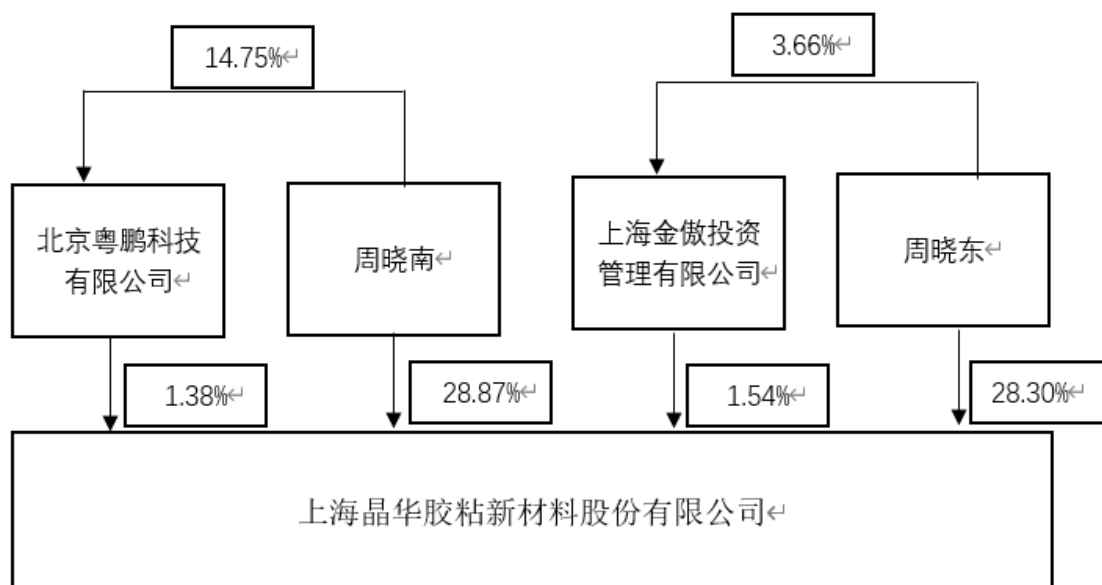 14.75%
3.66%
北京粤鹏科技
有限公司
周晓南
上海金傲投资
管理有限公司
周晓东
1.38%
28.87%
1.54%
28.30%
上海晶华胶粘新材料股份有限公司